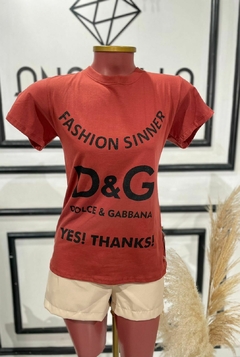 FASHION SINNER
D&G
DOLCE & GABBANA
YES! THANKS!